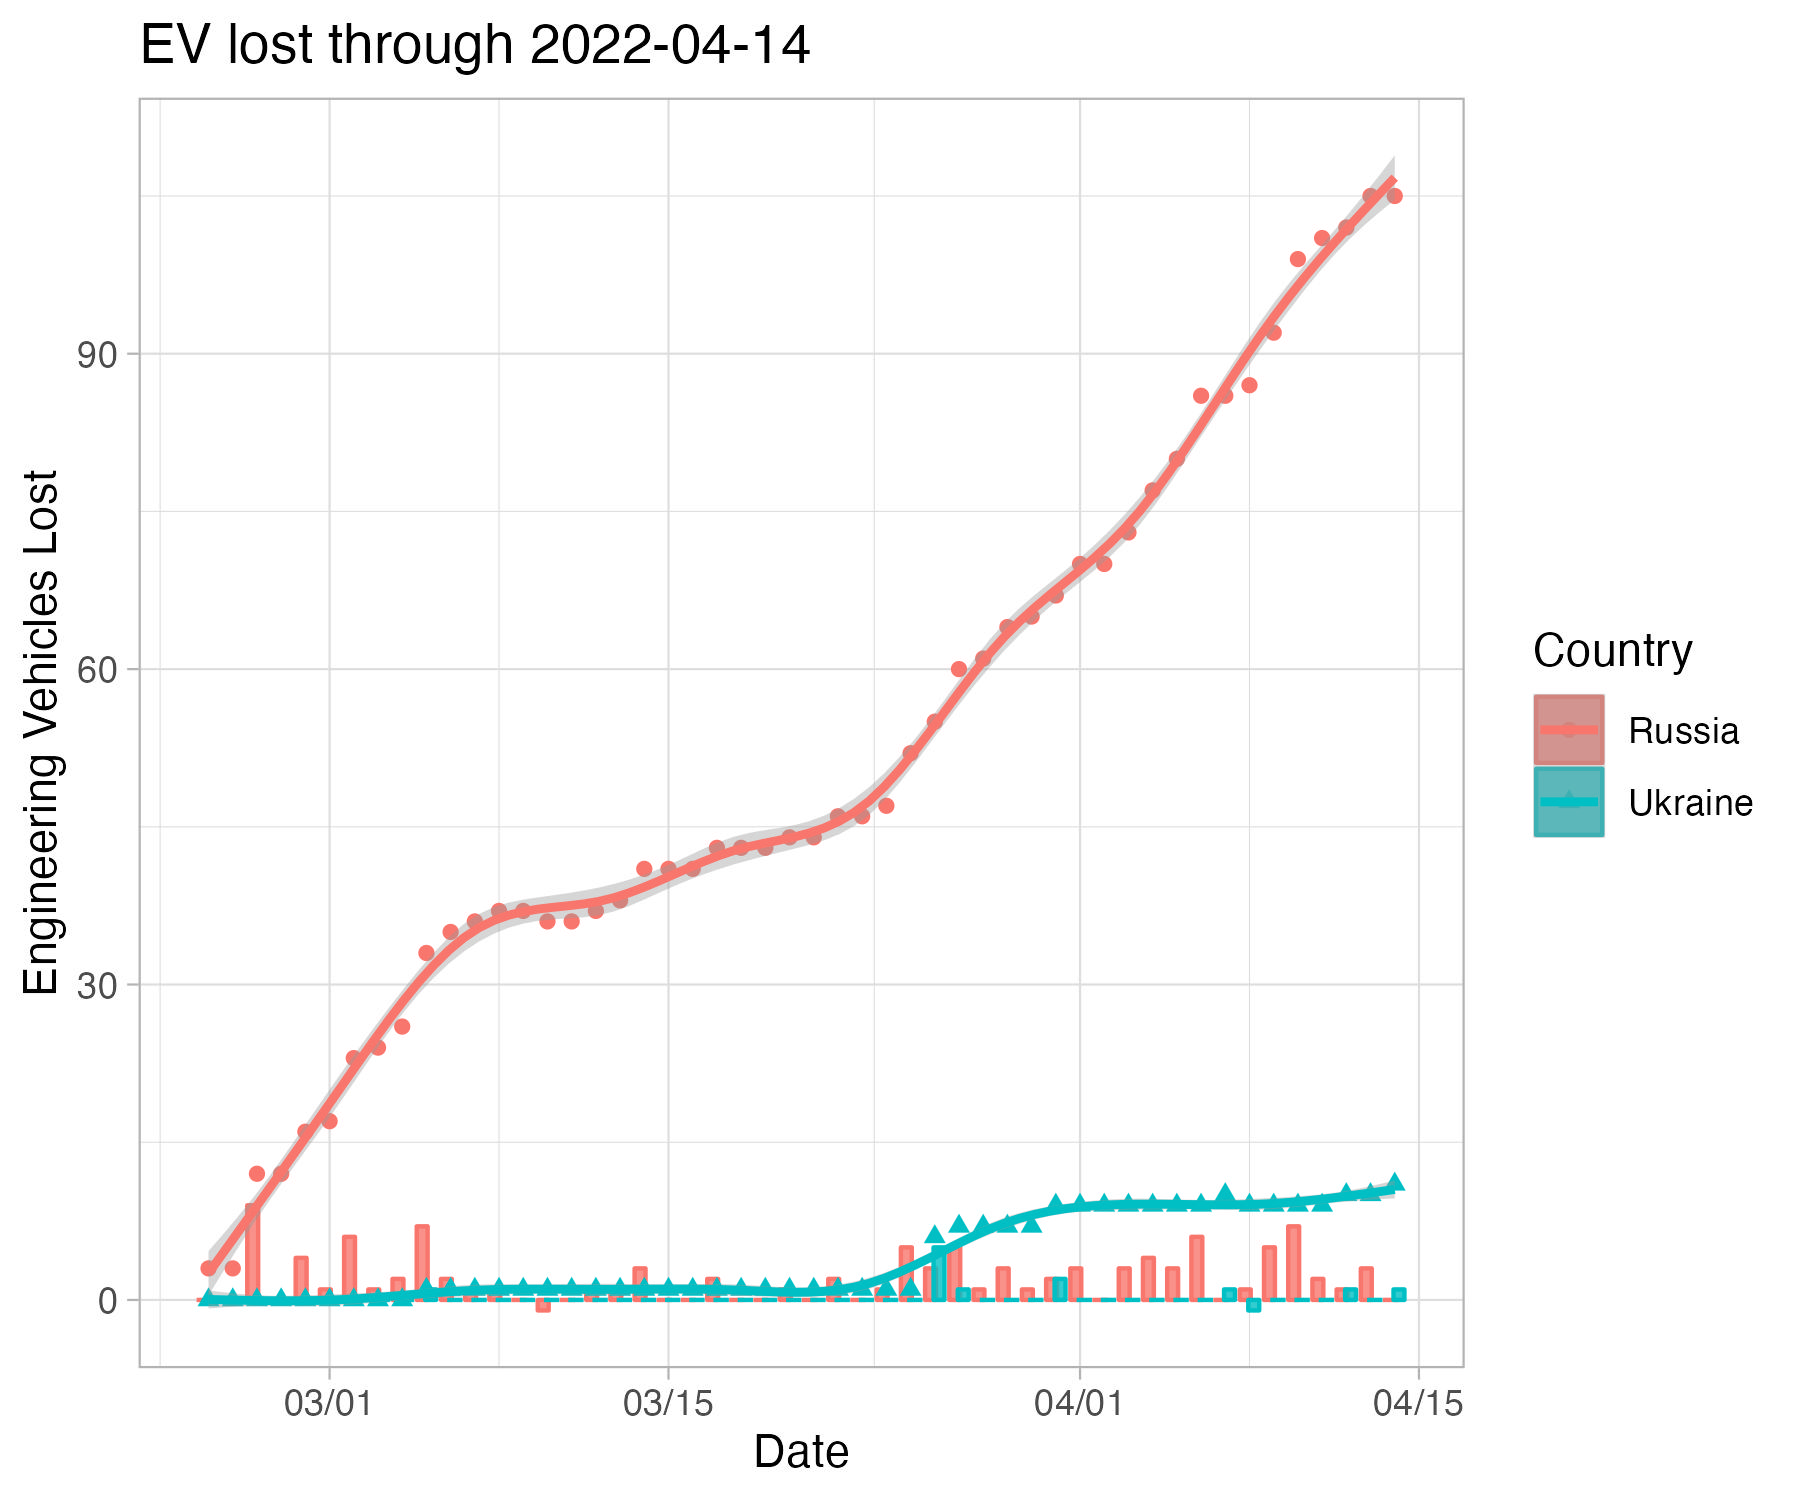 EV lost through 2022-04-14
Engineering Vehicles Lost
90
60
30
0
03/01
03/15
04/01
04/15
Date
Country
Russia
Ukraine